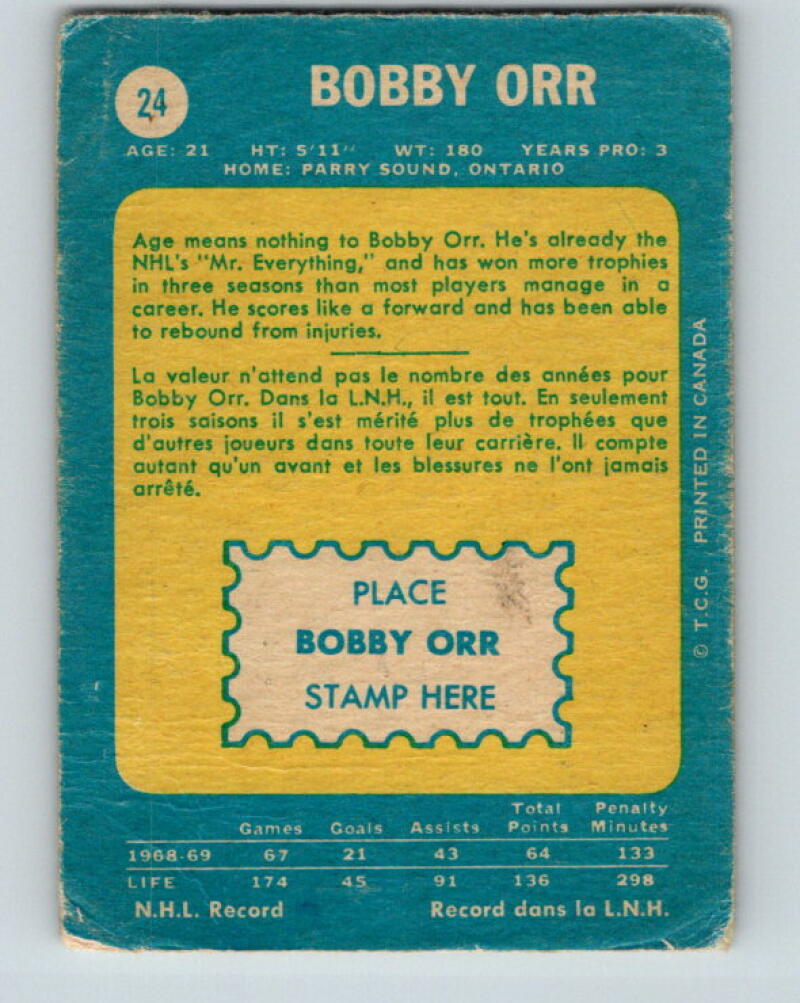 24
BOBBY ORR
AGE: 21 HT: 5'11" WT: 180 YEARS PRO: 3
HOME: PARRY SOUND, ONTARIO
Age means nothing to Bobby Orr. He's already the
NHL's "Mr. Everything," and has won more trophies
in three seasons than most players manage in a
career. He scores like a forward and has been able
to rebound from injuries.
La valeur n'attend pas le nombre des années pour
Bobby Orr. Dans la L.N.H., il est tout. En seulement
trois saisons il s'est mérité plus de trophées que
d'autres joueurs dans toute leur carrière. Il compte
autant qu'un avant et les blessures ne l'ont jamais
arrêté.
PLACE
BOBBY ORR
STAMP HERE
© T.C.G. PRINTED IN CANADA
Total Penalty
Games Goals Assists Points Minutes
1968-69 67 21 43 64 133
LIFE 174 45 91 136 298
N.H.L. Record Record dans la L.N.H.